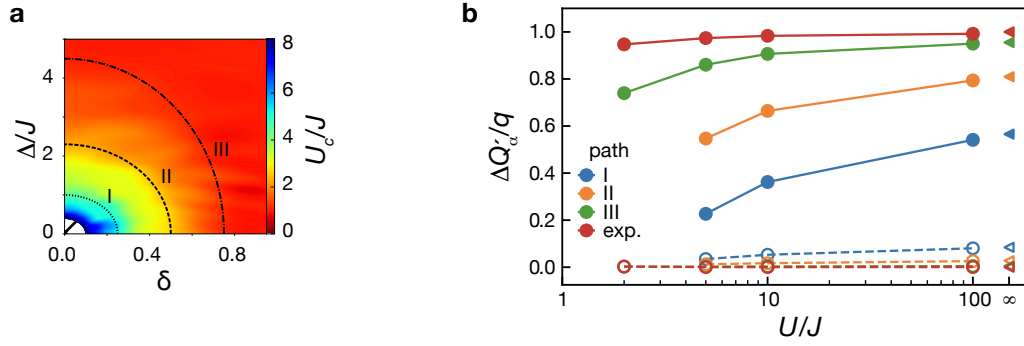 a
b
Δ/J
4
2
0
0.0
0.4
0.8
δ
I
II
III
8
6
4
2
0
U_c/J
ΔQ′_α/q
1.0
0.8
0.6
0.4
0.2
0.0
path
I
II
III
exp.
1
10
100
∞
U/J